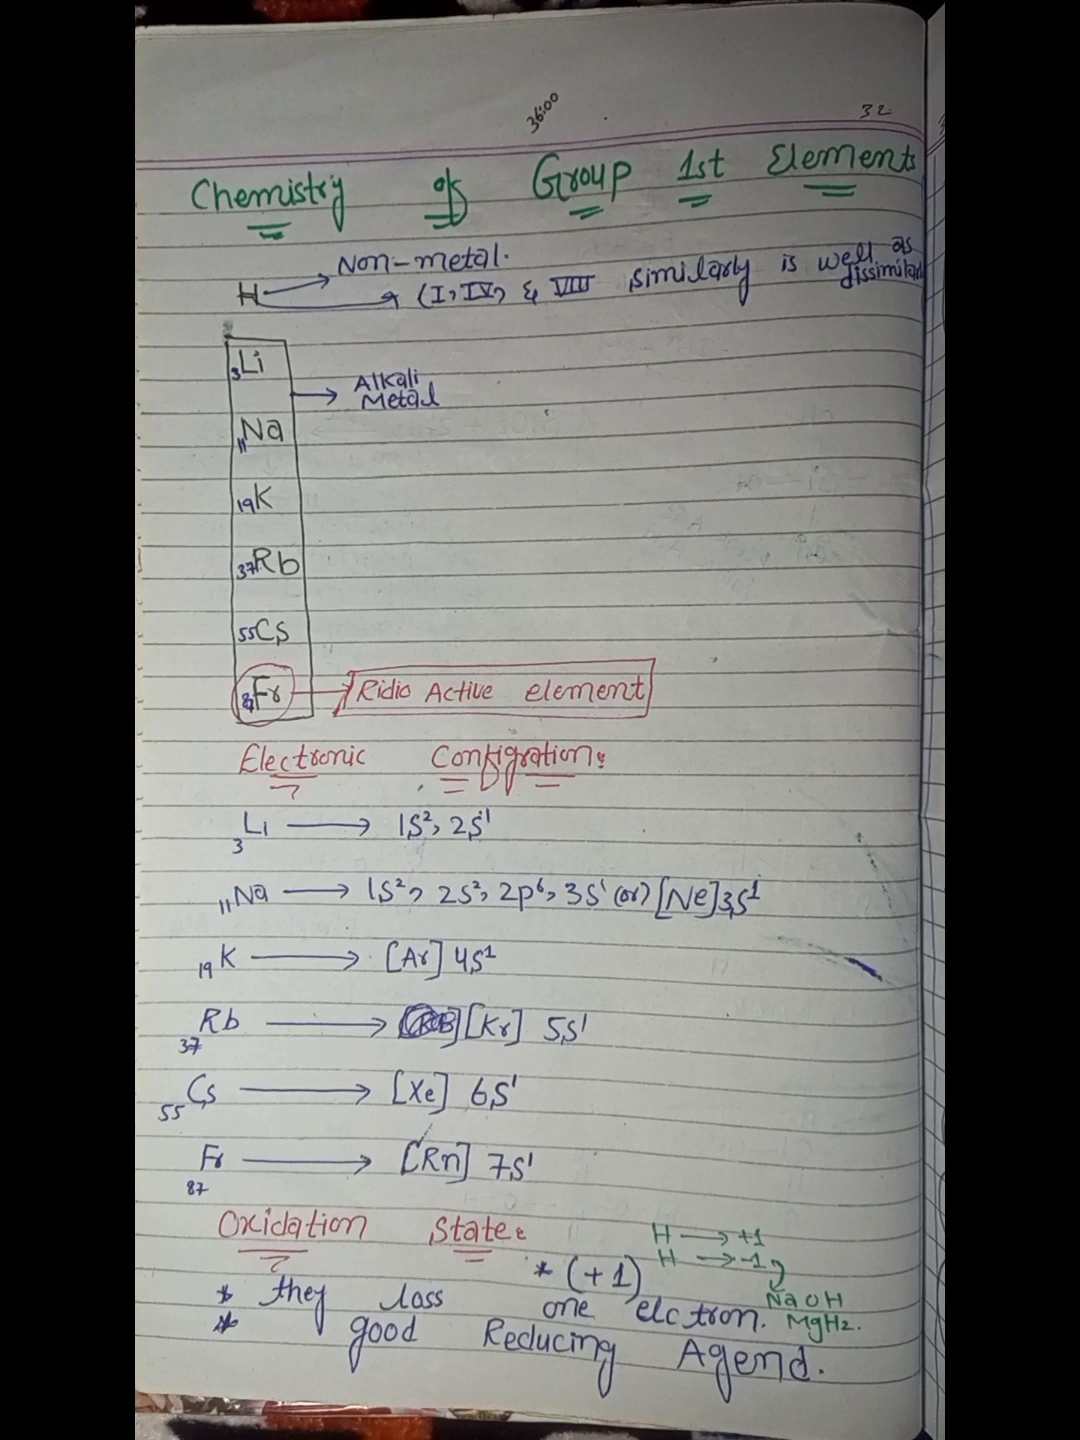 36:00
32
Chemistry of Group 1st Elements
H → Non-metal.
→ (I, IV, & VIII similarly is well as dissimilar
3Li
→ Alkali Metal
11Na
19K
37Rb
55CS
87Fr → Ridio Active element
Electronic Configration:
3Li → 1S², 2S¹
11Na → 1S², 2S², 2p⁶, 3S¹ (or) [Ne]3S¹
19K → [Ar] 4S¹
37Rb → [Kr] 5S¹
55Cs → [Xe] 6S¹
87Fr → [Rn] 7S¹
Oxidation State:
H → +1
H → -1
NaOH
MgH2.
* (+1)
* they loss one elctron.
* good Reducing Agend.